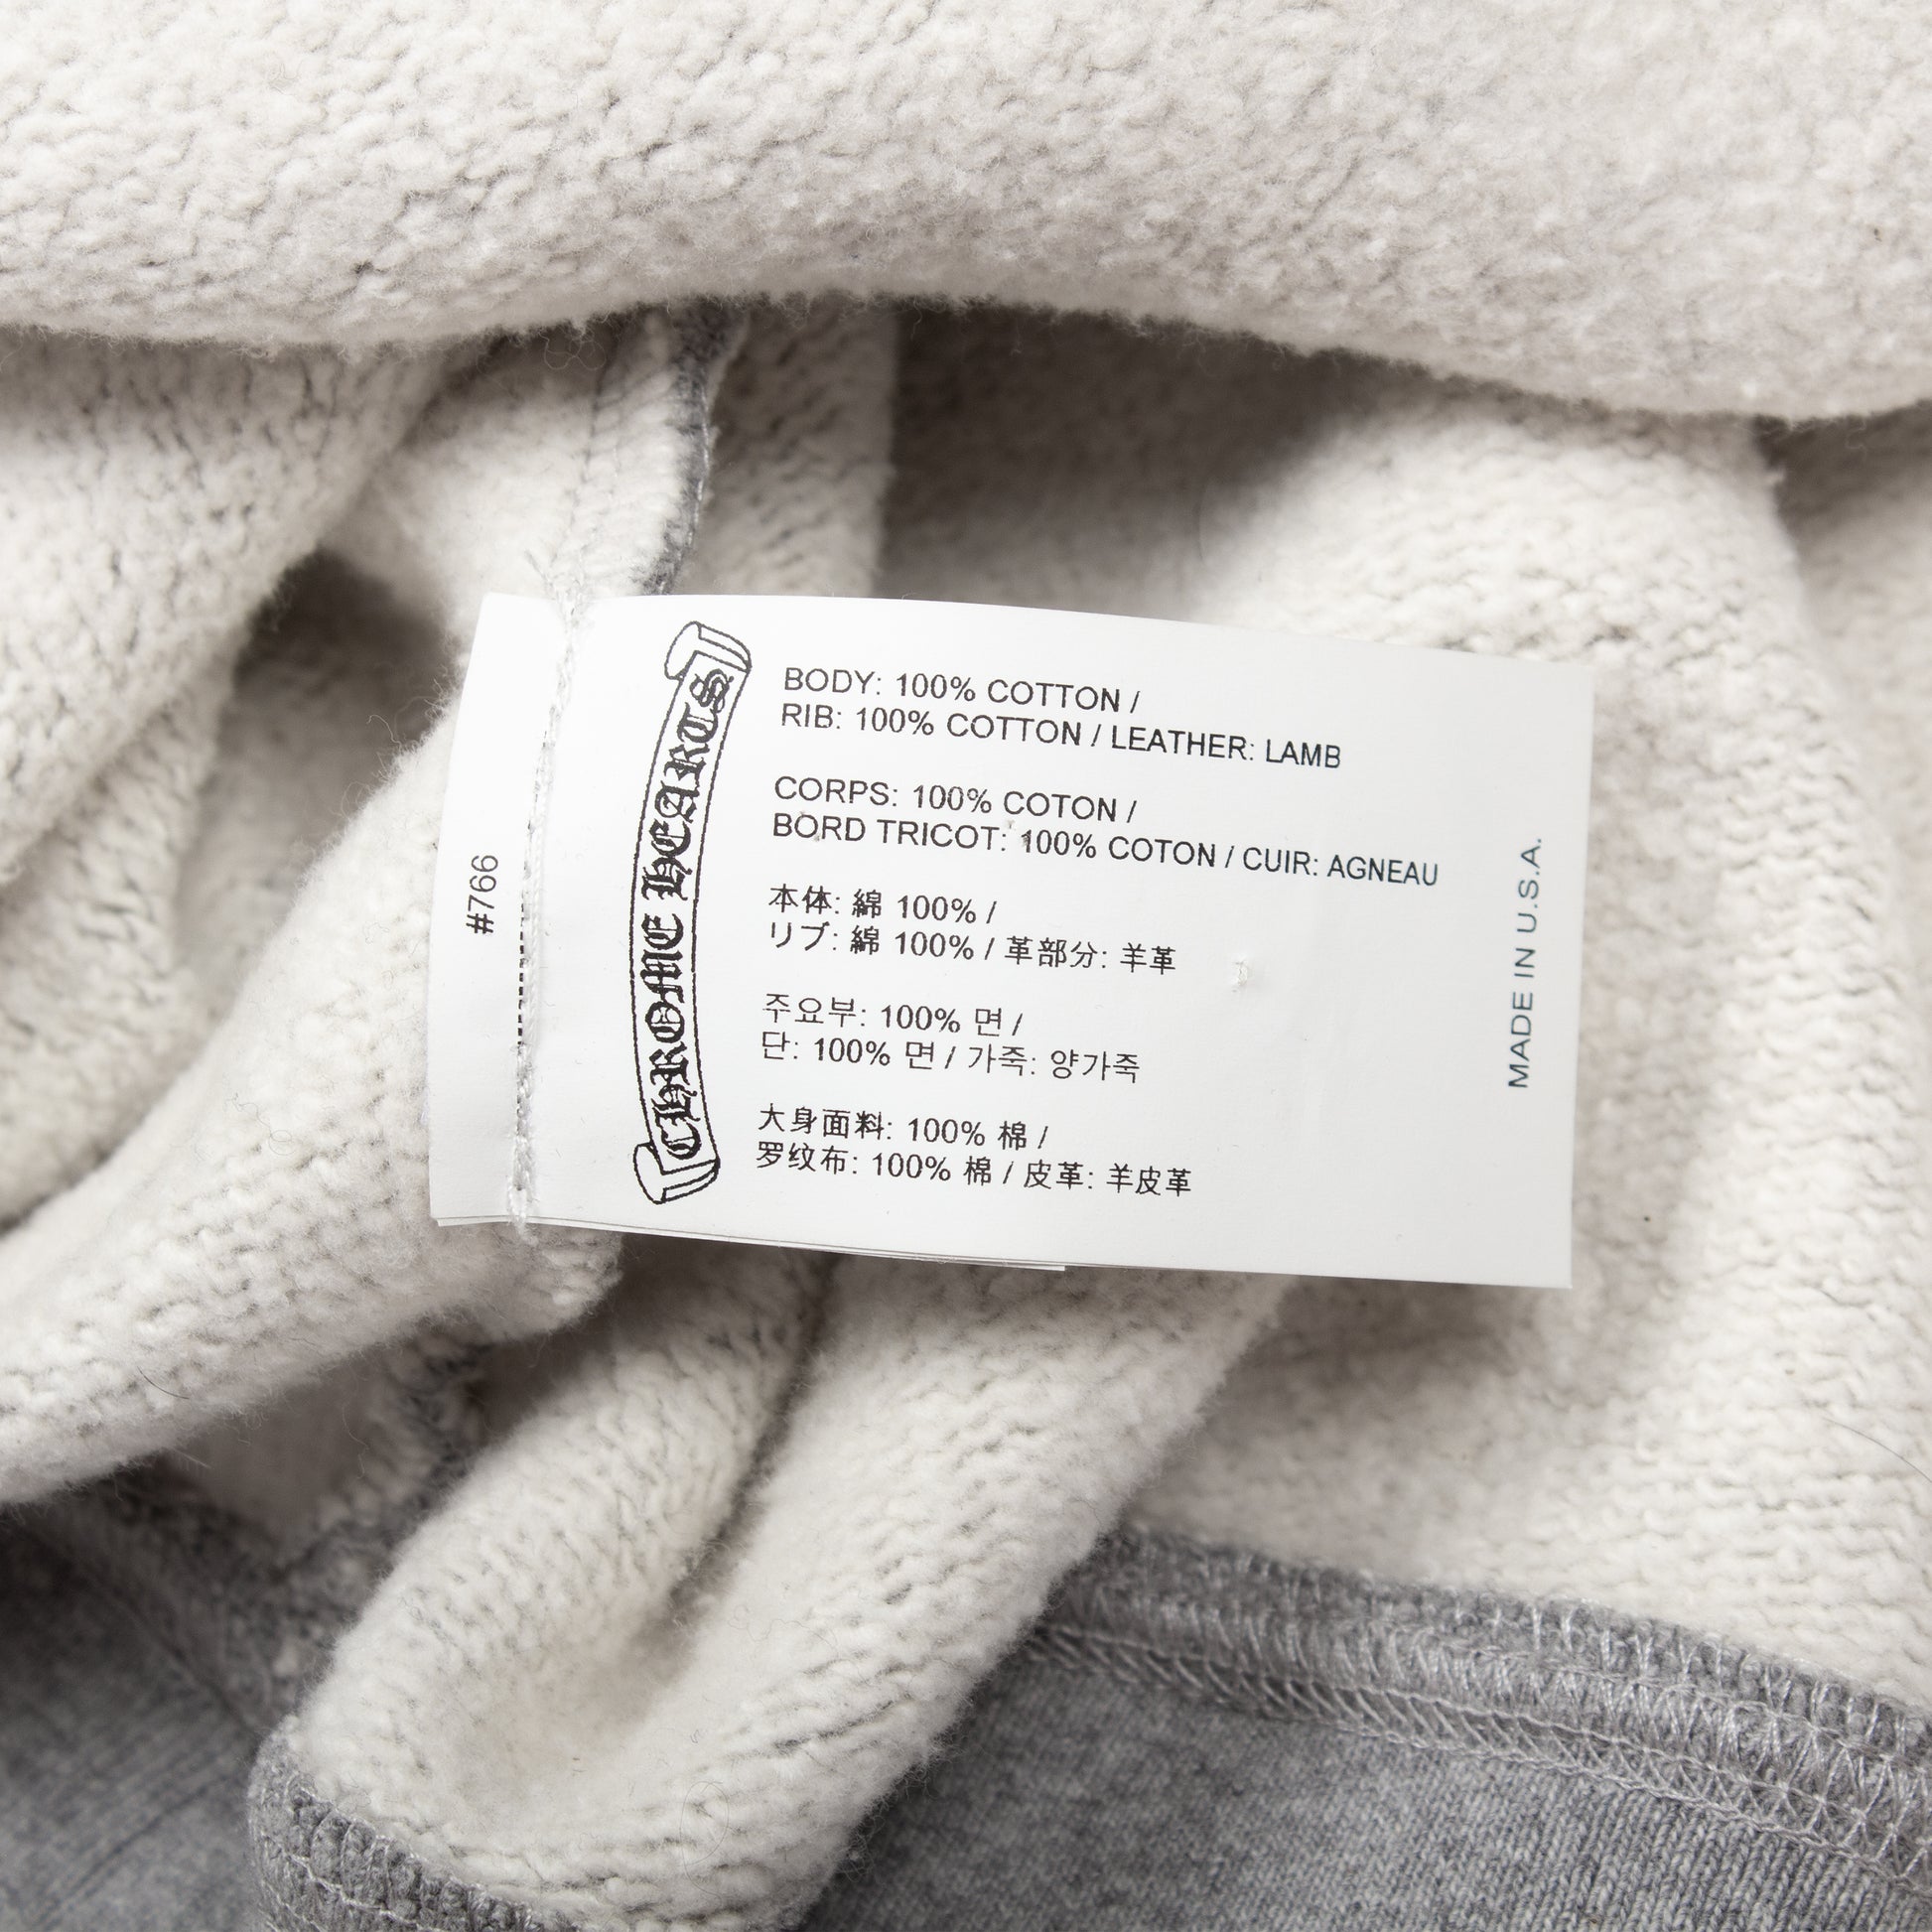 #766
CHROME HEARTS
BODY: 100% COTTON /
RIB: 100% COTTON / LEATHER: LAMB
CORPS: 100% COTON /
BORD TRICOT: 100% COTON / CUIR: AGNEAU
本体: 綿 100% /
リブ: 綿 100% / 革部分: 羊革
주요부: 100% 면 /
단: 100% 면 / 가죽: 양가죽
大身面料: 100% 棉 /
罗纹布: 100% 棉 / 皮革: 羊皮革
MADE IN U.S.A.